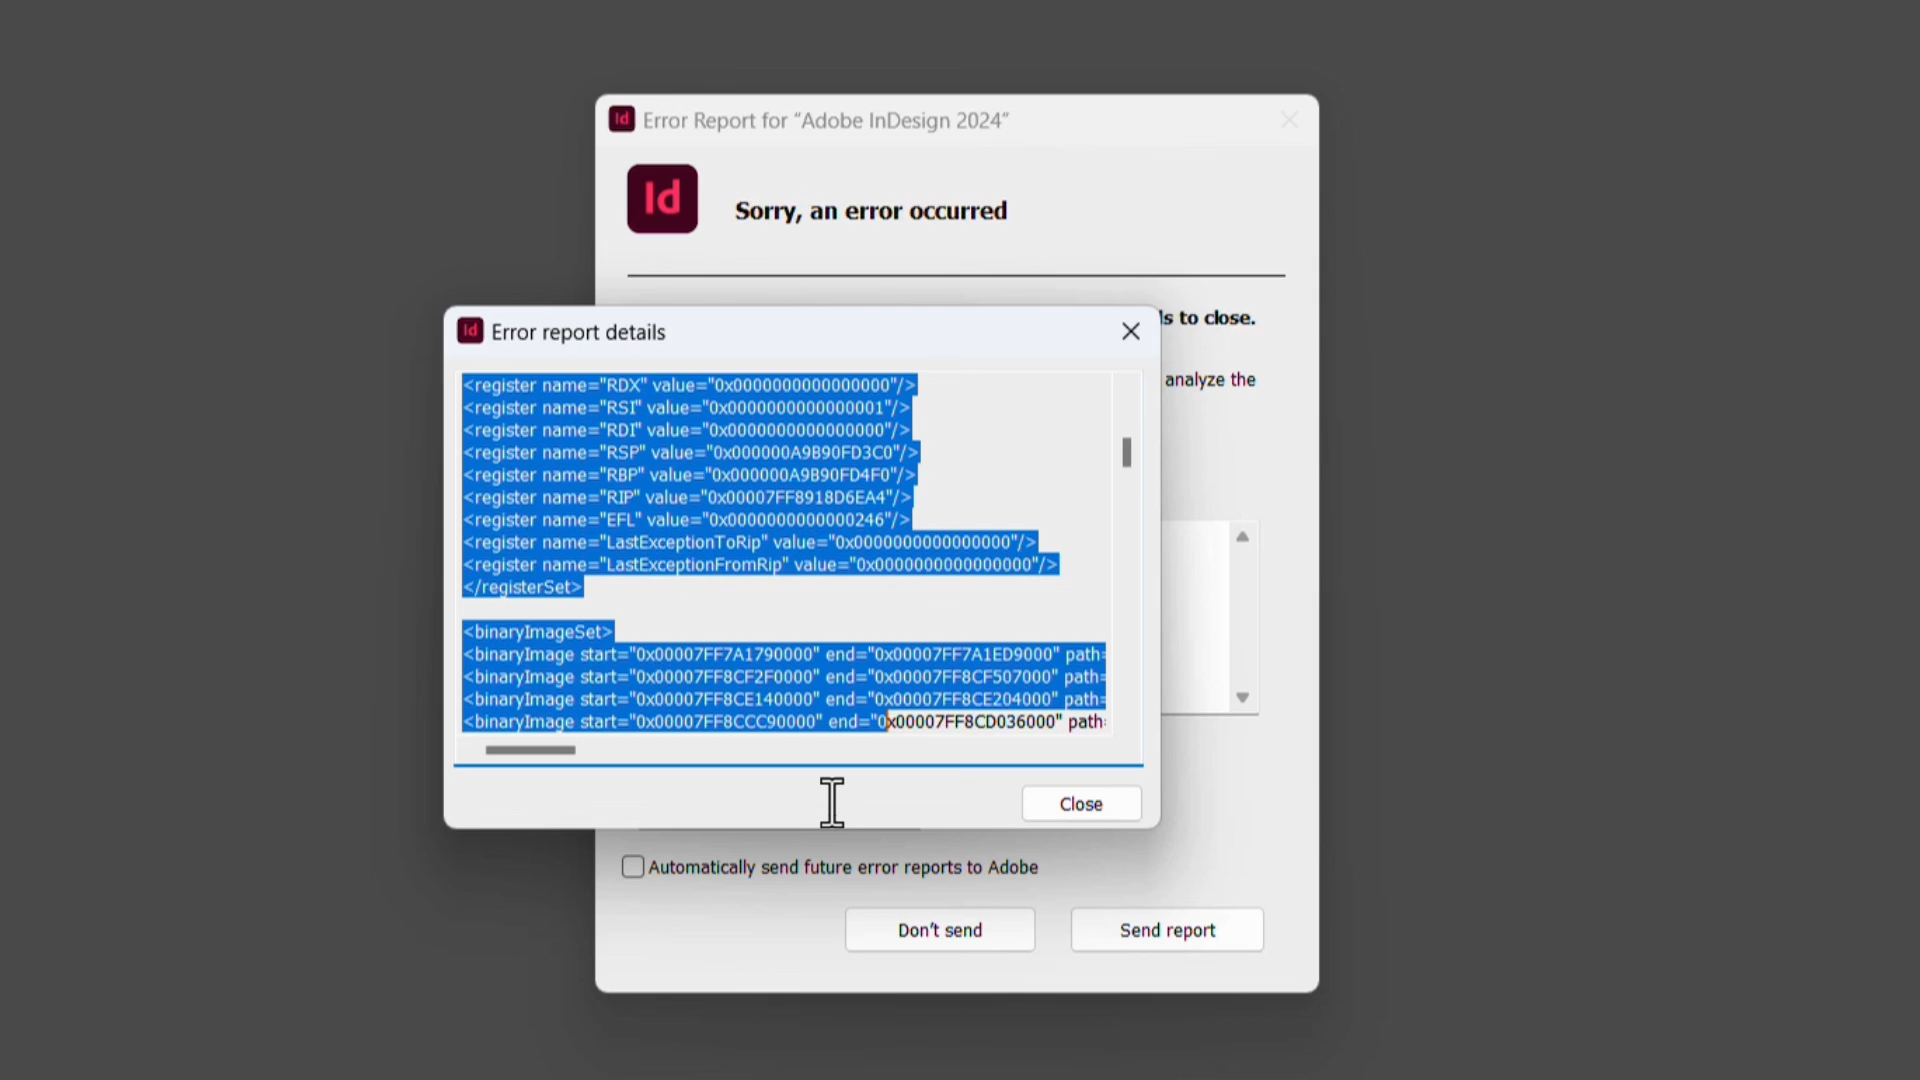 Id Error Report for “Adobe InDesign 2024”
Id
Sorry, an error occurred
to close.
analyze the
Id Error report details
<register name="RDX" value="0x0000000000000000"/>
<register name="RSI" value="0x0000000000000001"/>
<register name="RDI" value="0x0000000000000000"/>
<register name="RSP" value="0x000000A9B90FD3C0"/>
<register name="RBP" value="0x000000A9B90FD4F0"/>
<register name="RIP" value="0x00007FF8918D6EA4"/>
<register name="EFL" value="0x0000000000000246"/>
<register name="LastExceptionToRip" value="0x0000000000000000"/>
<register name="LastExceptionFromRip" value="0x0000000000000000"/>
</registerSet>
<binaryImageSet>
<binaryImage start="0x00007FF7A1790000" end="0x00007FF7A1ED9000" path=
<binaryImage start="0x00007FF8CF2F0000" end="0x00007FF8CF507000" path=
<binaryImage start="0x00007FF8CE140000" end="0x00007FF8CE204000" path=
<binaryImage start="0x00007FF8CCC90000" end="0x00007FF8CD036000" path=
Close
Automatically send future error reports to Adobe
Don't send
Send report